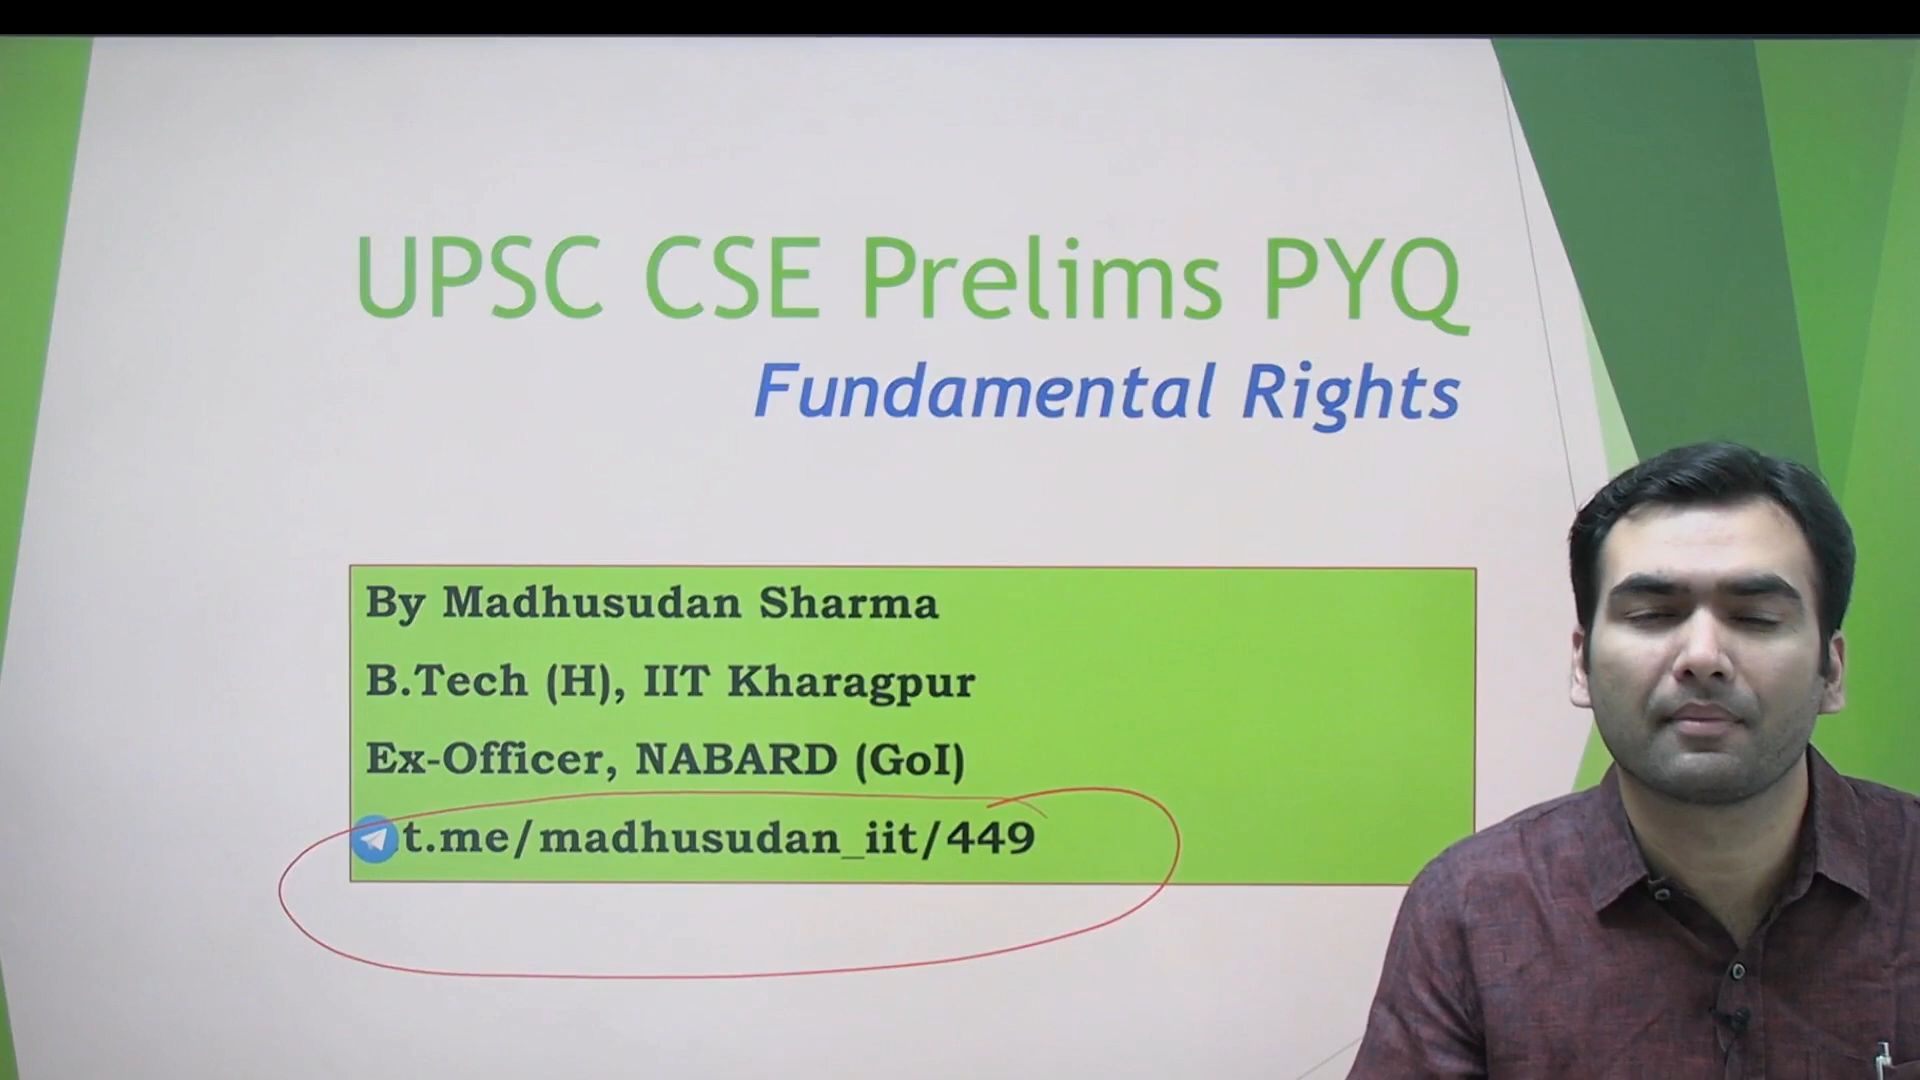 UPSC CSE Prelims PYQ
Fundamental Rights
By Madhusudan Sharma
B.Tech (H), IIT Kharagpur
Ex-Officer, NABARD (GoI)
t.me/madhusudan_iit/449